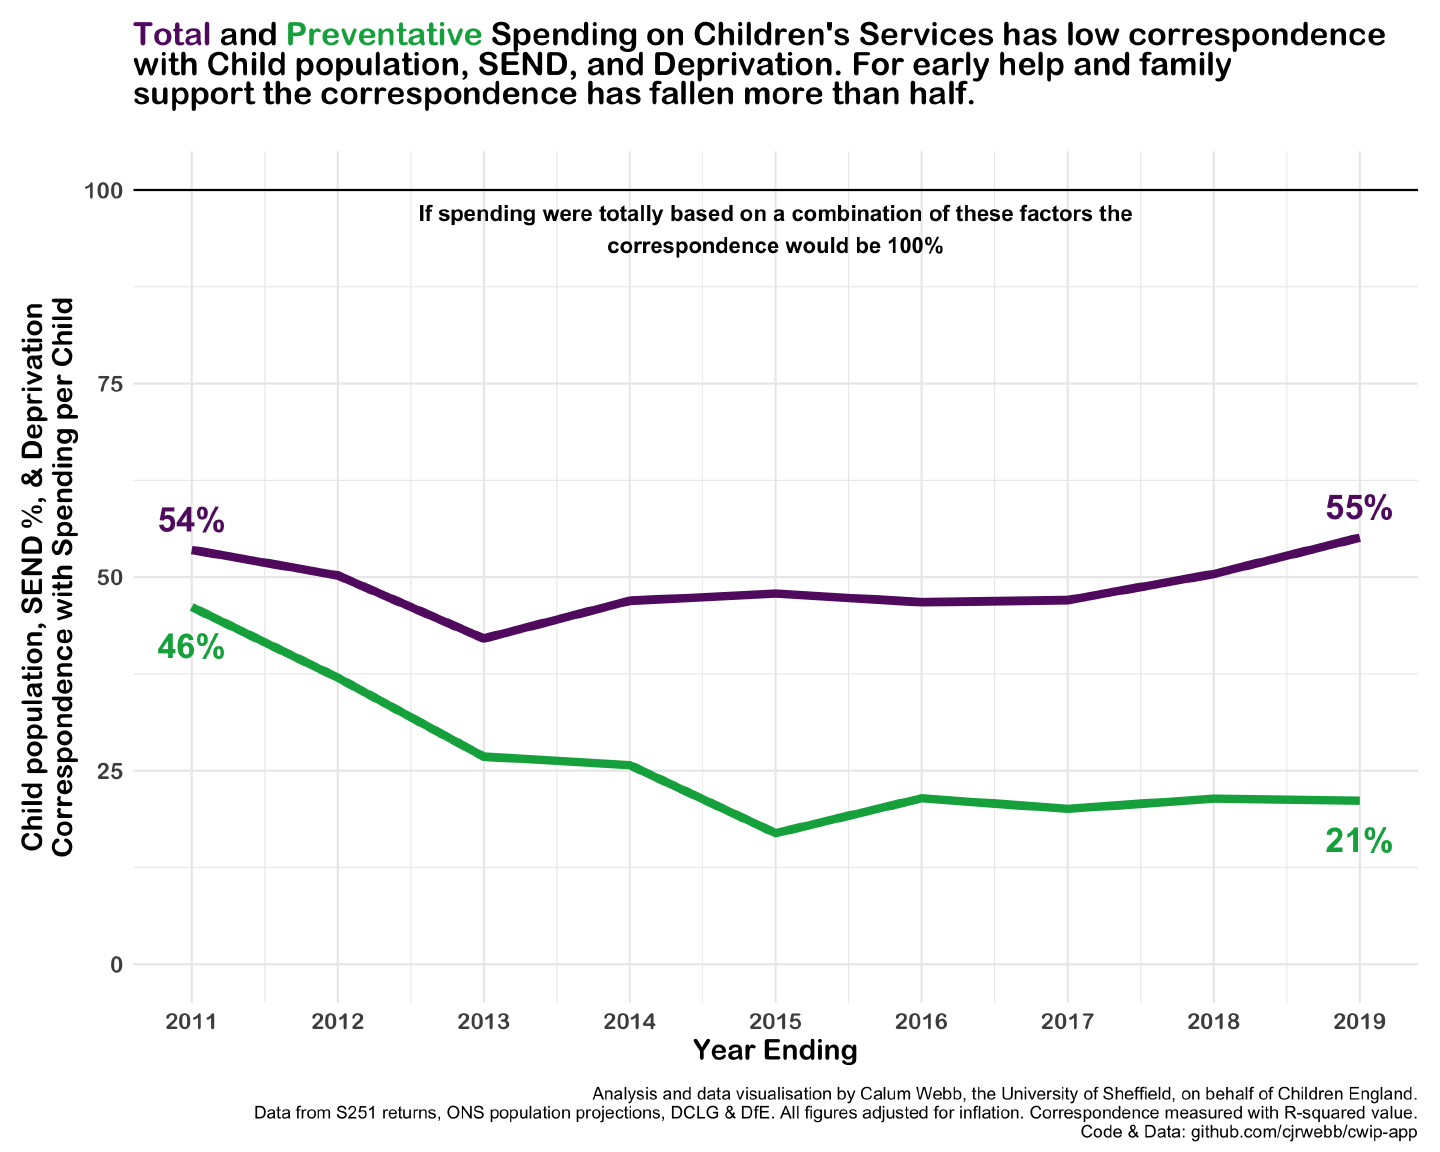 Total and Preventative Spending on Children's Services has low correspondence
with Child population, SEND, and Deprivation. For early help and family
support the correspondence has fallen more than half.
100
If spending were totally based on a combination of these factors the
correspondence would be 100%
Child population, SEND %, & Deprivation
Correspondence with Spending per Child
75
54%
55%
50
46%
25
21%
0
2011 2012 2013 2014 2015 2016 2017 2018 2019
Year Ending
Analysis and data visualisation by Calum Webb, the University of Sheffield, on behalf of Children England.
Data from S251 returns, ONS population projections, DCLG & DfE. All figures adjusted for inflation. Correspondence measured with R-squared value.
Code & Data: github.com/cjrwebb/cwip-app